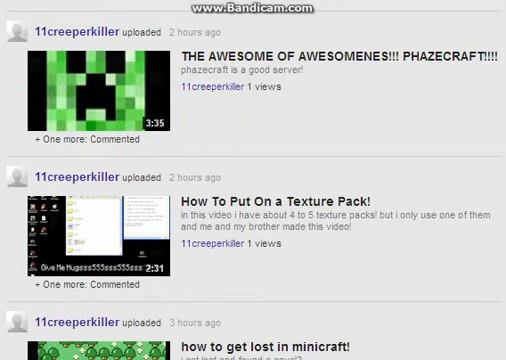 www.Bandicam.com
11creeperkiller uploaded 2 hours ago
THE AWESOME OF AWESOMENES!!! PHAZECRAFT!!!!
phazecraft is a good server!
11creeperkiller 1 views
3:35
+ One more: Commented
11creeperkiller uploaded 2 hours ago
How To Put On a Texture Pack!
in this video i have about 4 to 5 texture packs! but i only use one of them
and me and my brother made this video!
11creeperkiller 1 views
2:31
+ One more: Commented
11creeperkiller uploaded 3 hours ago
how to get lost in minicraft!